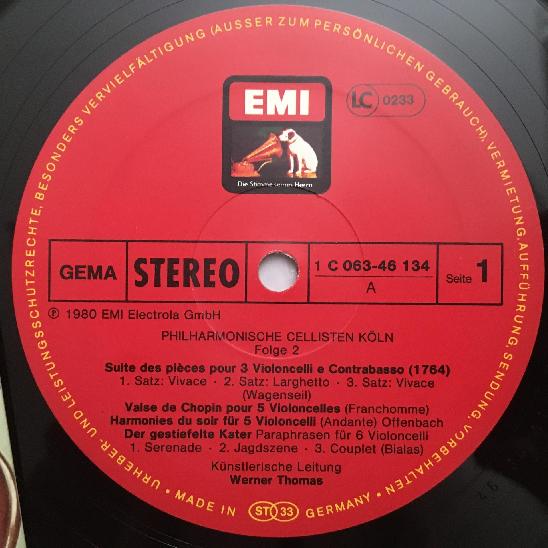 URHEBER- UND LEISTUNGSSCHUTZRECHTE, BESONDERS VERVIELFÄLTIGUNG (AUSSER ZUM PERSÖNLICHEN GEBRAUCH), VERMIETUNG, AUFFÜHRUNG, SENDUNG, VORBEHALTEN
EMI
LC 0233
Die Stimme seines Herrn
GEMA STEREO
1 C 063-46 134
A
Seite 1
℗ 1980 EMI Electrola GmbH
PHILHARMONISCHE CELLISTEN KÖLN
Folge 2
Suite des pièces pour 3 Violoncelli e Contrabasso (1764)
1. Satz: Vivace · 2. Satz: Larghetto · 3. Satz: Vivace
(Wagenseil)
Valse de Chopin pour 5 Violoncelles (Franchomme)
Harmonies du soir für 5 Violoncelli (Andante) Offenbach
Der gestiefelte Kater Paraphrasen für 6 Violoncelli
1. Serenade · 2. Jagdszene · 3. Couplet (Bialas)
Künstlerische Leitung
Werner Thomas
• MADE IN ST 33 GERMANY •